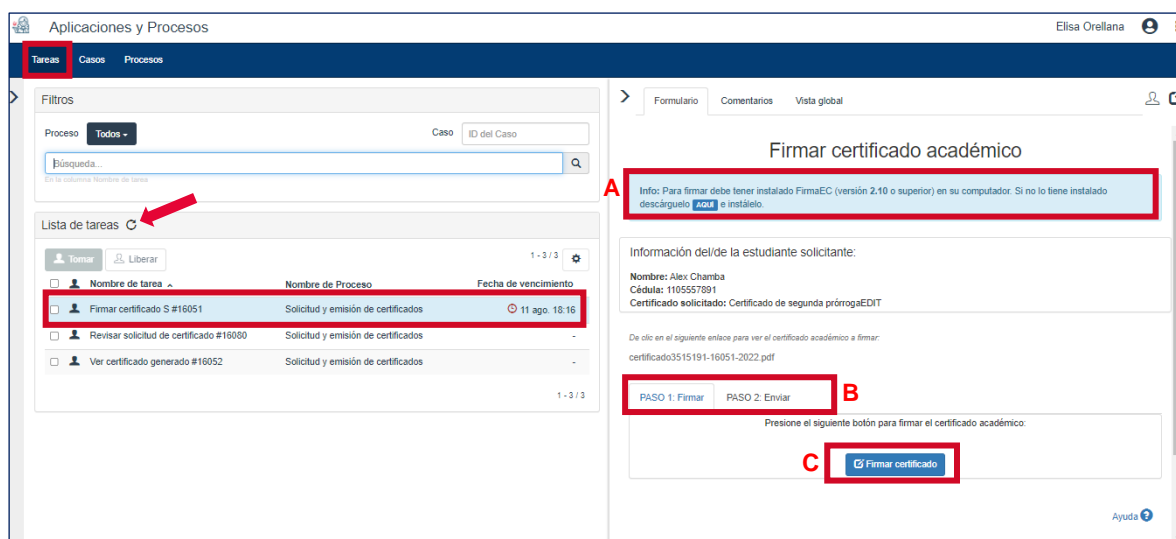 Aplicaciones y Procesos
Elisa Orellana
Tareas Casos Procesos
Filtros
Proceso Todos Caso ID del Caso
Búsqueda...
En la columna Nombre de tarea
Lista de tareas
Tomar Liberar 1 - 3 / 3
Nombre de tarea Nombre de Proceso Fecha de vencimiento
Firmar certificado S #16051 Solicitud y emisión de certificados 11 ago. 18:16
Revisar solicitud de certificado #16080 Solicitud y emisión de certificados -
Ver certificado generado #16052 Solicitud y emisión de certificados -
1 - 3 / 3
Formulario Comentarios Vista global
Firmar certificado académico
A
Info: Para firmar debe tener instalado FirmaEC (versión 2.10 o superior) en su computador. Si no lo tiene instalado
descárguelo AQUÍ e instálelo.
Información del/de la estudiante solicitante:
Nombre: Alex Chamba
Cédula: 1105557891
Certificado solicitado: Certificado de segunda prórrogaEDIT
De clic en el siguiente enlace para ver el certificado académico a firmar:
certificado3515191-16051-2022.pdf
PASO 1: Firmar PASO 2: Enviar B
Presione el siguiente botón para firmar el certificado académico:
C Firmar certificado
Ayuda ?